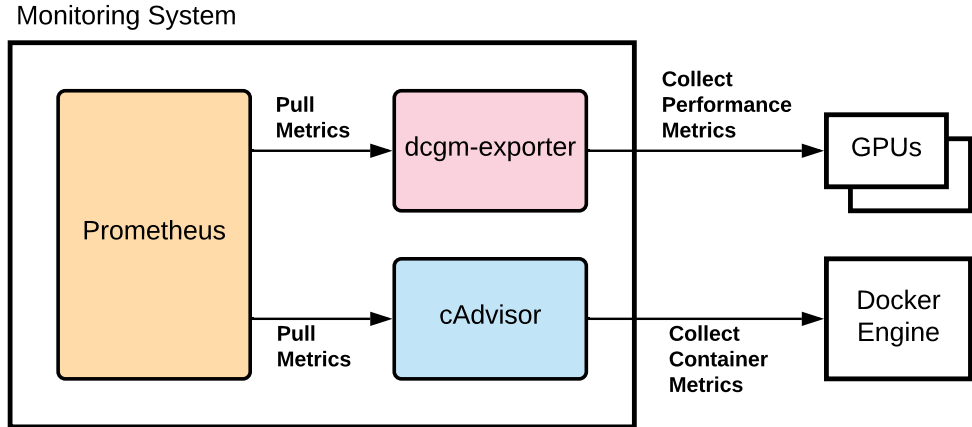 Monitoring System
Prometheus
Pull
Metrics
dcgm-exporter
Collect
Performance
Metrics
GPUs
Pull
Metrics
cAdvisor
Collect
Container
Metrics
Docker
Engine